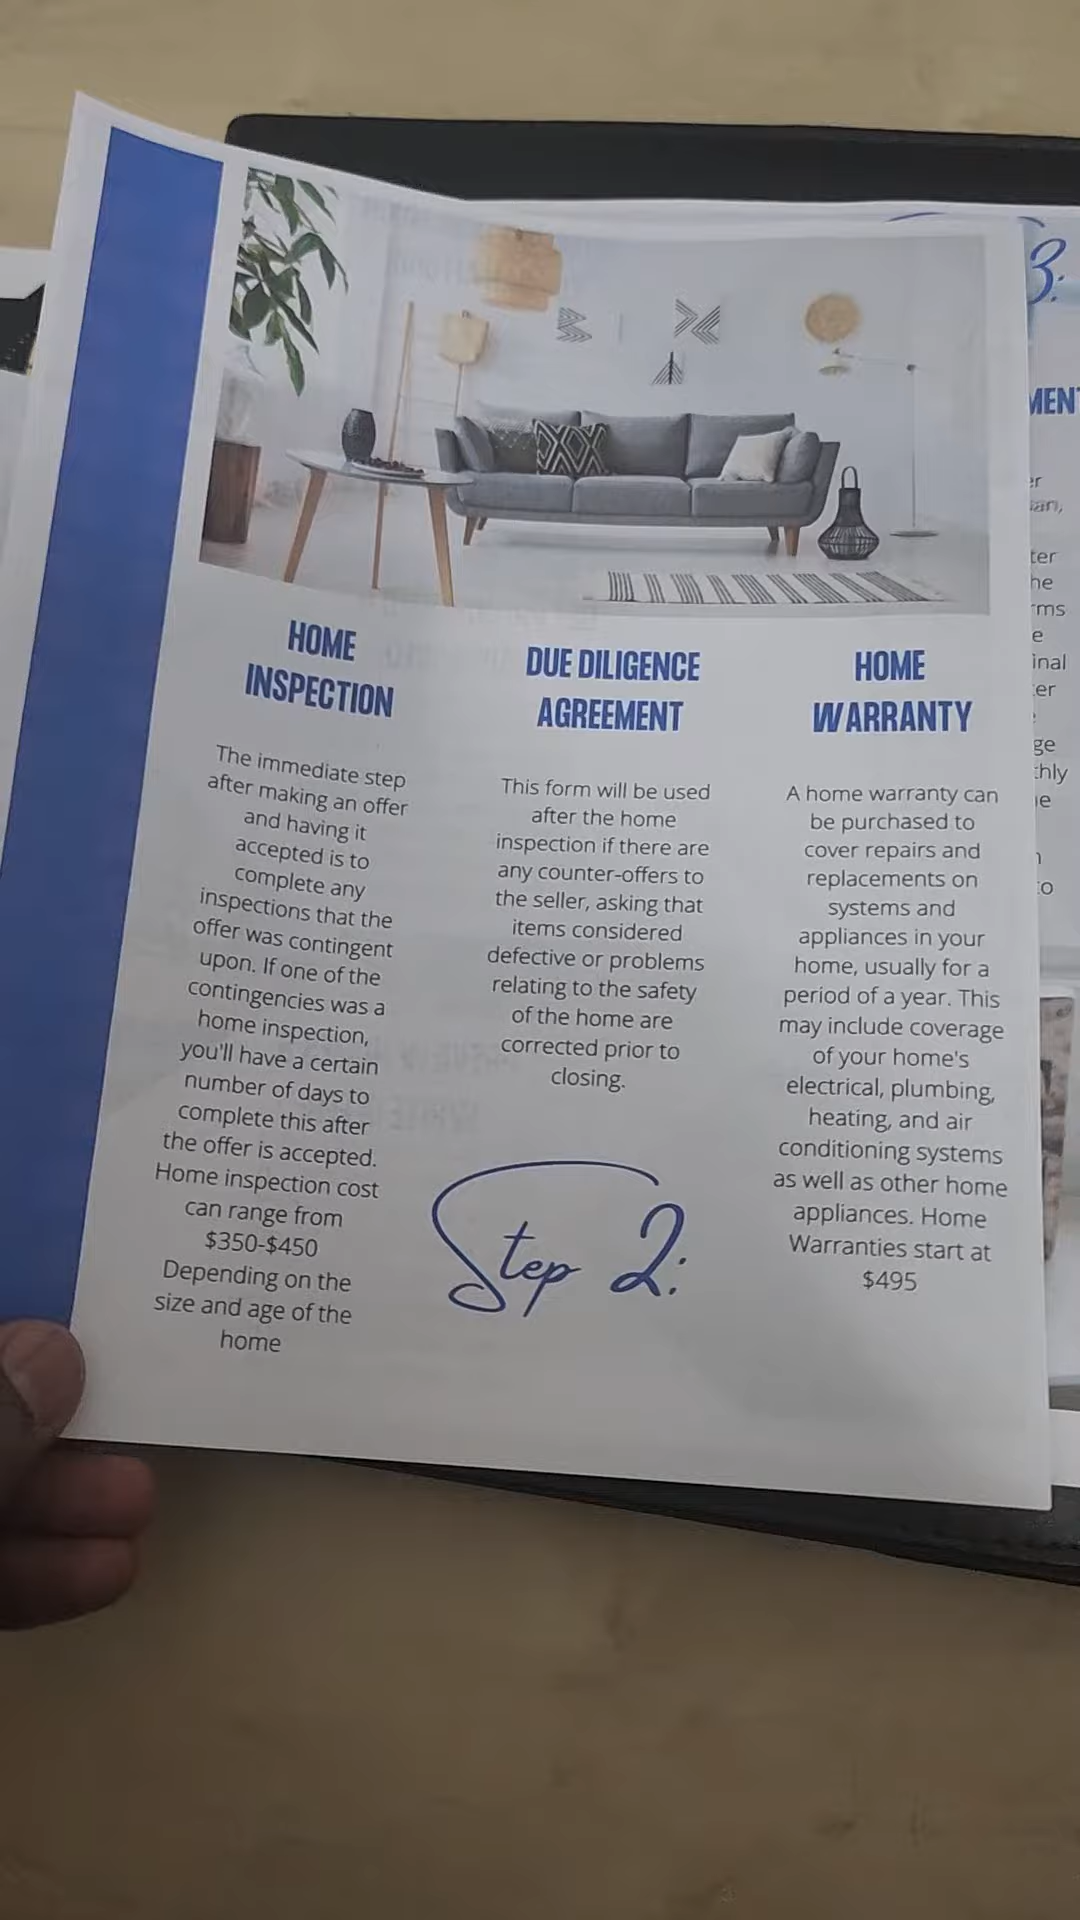 HOME
INSPECTION
The immediate step
after making an offer
and having it
accepted is to
complete any
inspections that the
offer was contingent
upon. If one of the
contingencies was a
home inspection,
you'll have a certain
number of days to
complete this after
the offer is accepted.
Home inspection cost
can range from
$350-$450
Depending on the
size and age of the
home
DUE DILIGENCE
AGREEMENT
This form will be used
after the home
inspection if there are
any counter-offers to
the seller, asking that
items considered
defective or problems
relating to the safety
of the home are
corrected prior to
closing.
Step 2:
HOME
WARRANTY
A home warranty can
be purchased to
cover repairs and
replacements on
systems and
appliances in your
home, usually for a
period of a year. This
may include coverage
of your home's
electrical, plumbing,
heating, and air
conditioning systems
as well as other home
appliances. Home
Warranties start at
$495
3: